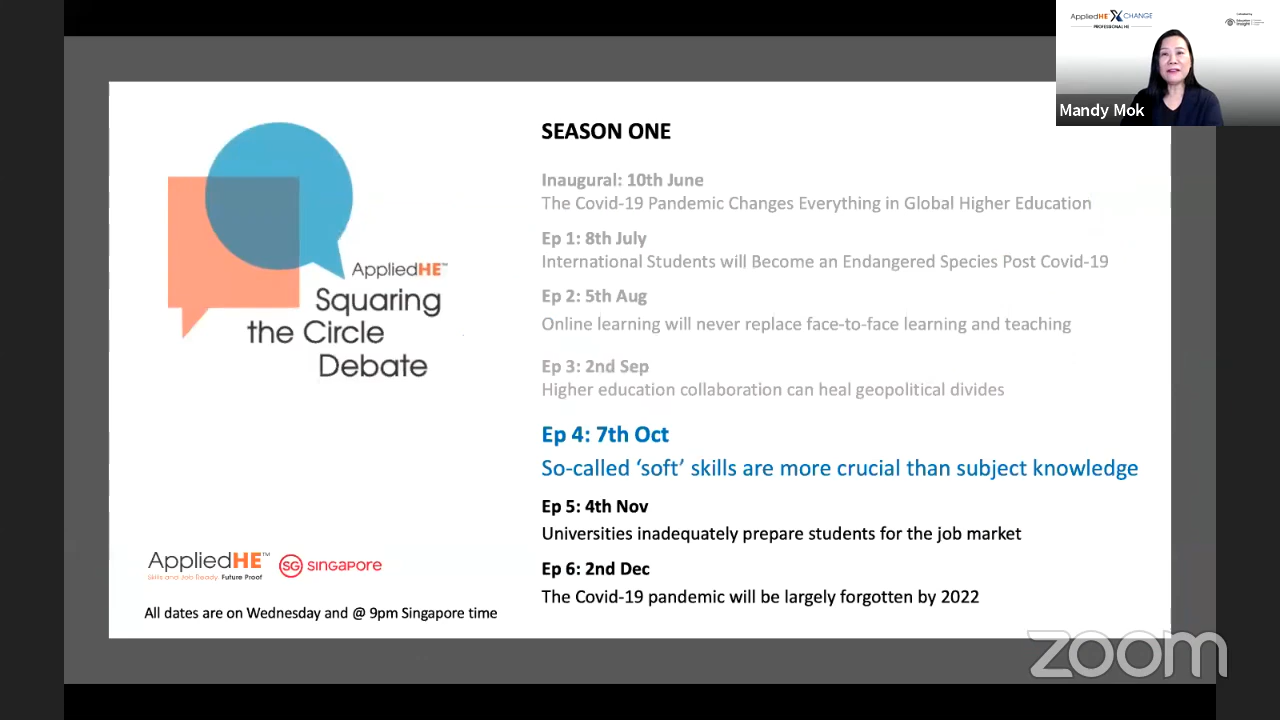 AppliedHE XCHANGE
PROFESSIONAL HE
Mandy Mok
SEASON ONE
Inaugural: 10th June
The Covid-19 Pandemic Changes Everything in Global Higher Education
Ep 1: 8th July
International Students will Become an Endangered Species Post Covid-19
Ep 2: 5th Aug
Online learning will never replace face-to-face learning and teaching
Ep 3: 2nd Sep
Higher education collaboration can heal geopolitical divides
Ep 4: 7th Oct
So-called ‘soft’ skills are more crucial than subject knowledge
Ep 5: 4th Nov
Universities inadequately prepare students for the job market
Ep 6: 2nd Dec
The Covid-19 pandemic will be largely forgotten by 2022
AppliedHE™
Squaring
the Circle
Debate
AppliedHE™
Skills and Job Ready. Future Proof
SG SINGAPORE
All dates are on Wednesday and @ 9pm Singapore time
zoom